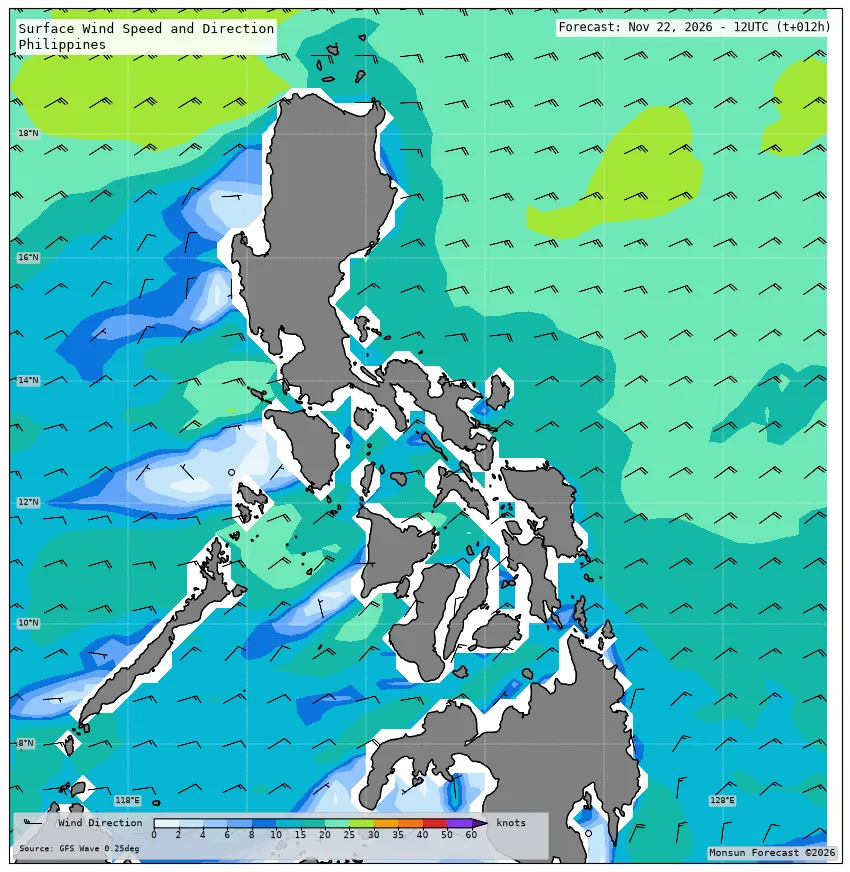 Surface Wind Speed and Direction
Philippines
Forecast: Nov 22, 2026 - 12UTC (t+012h)
18°N
16°N
14°N
12°N
10°N
8°N
118°E
128°E
Wind Direction
0 2 4 6 8 10 15 20 25 30 35 40 50 60 knots
Source: GFS Wave 0.25deg
Monsun Forecast ©2026